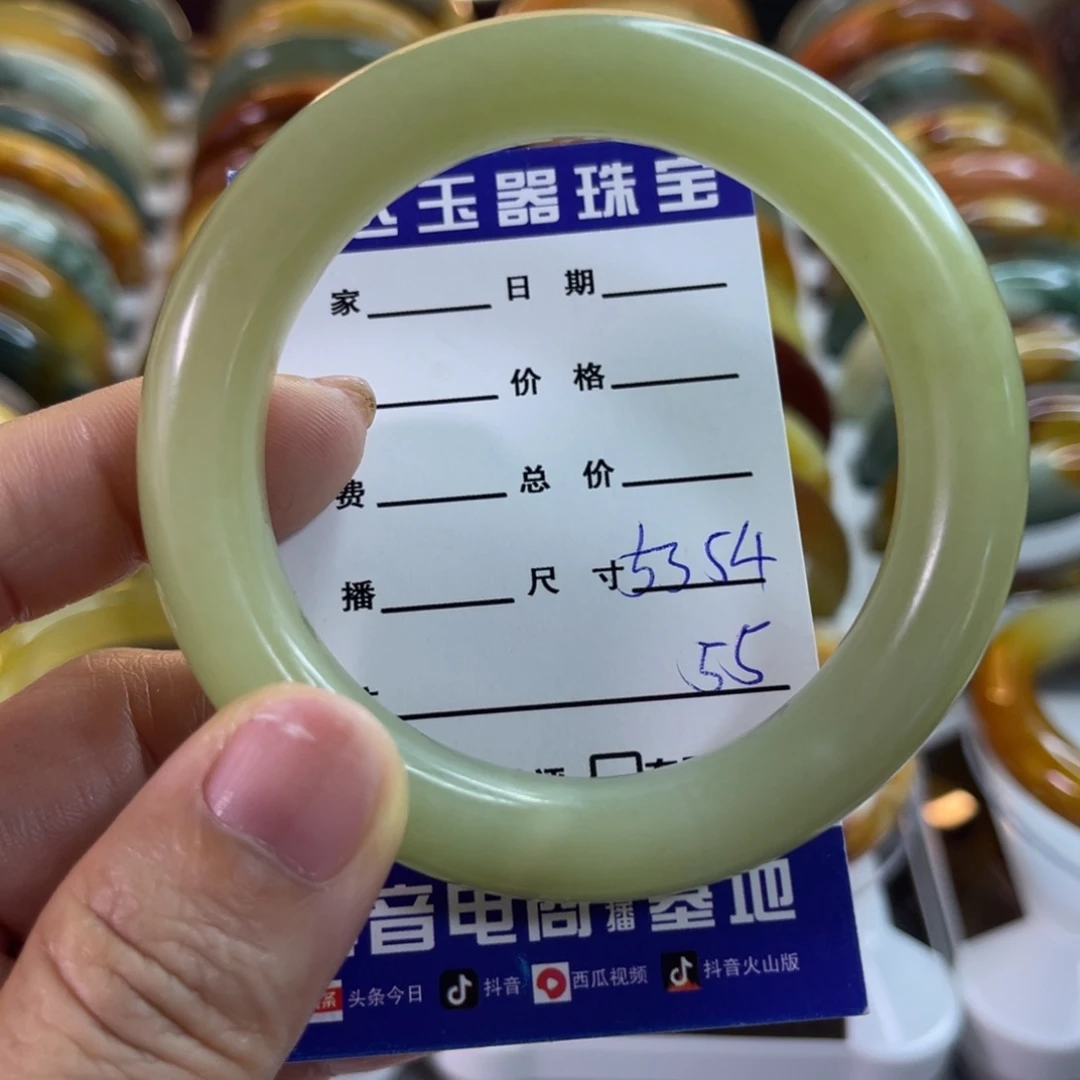 玉器珠宝
家 日期
价格
费 总价
播 尺寸 53 54
55
音电商直播基地
头条今日 抖音 西瓜视频 抖音火山版